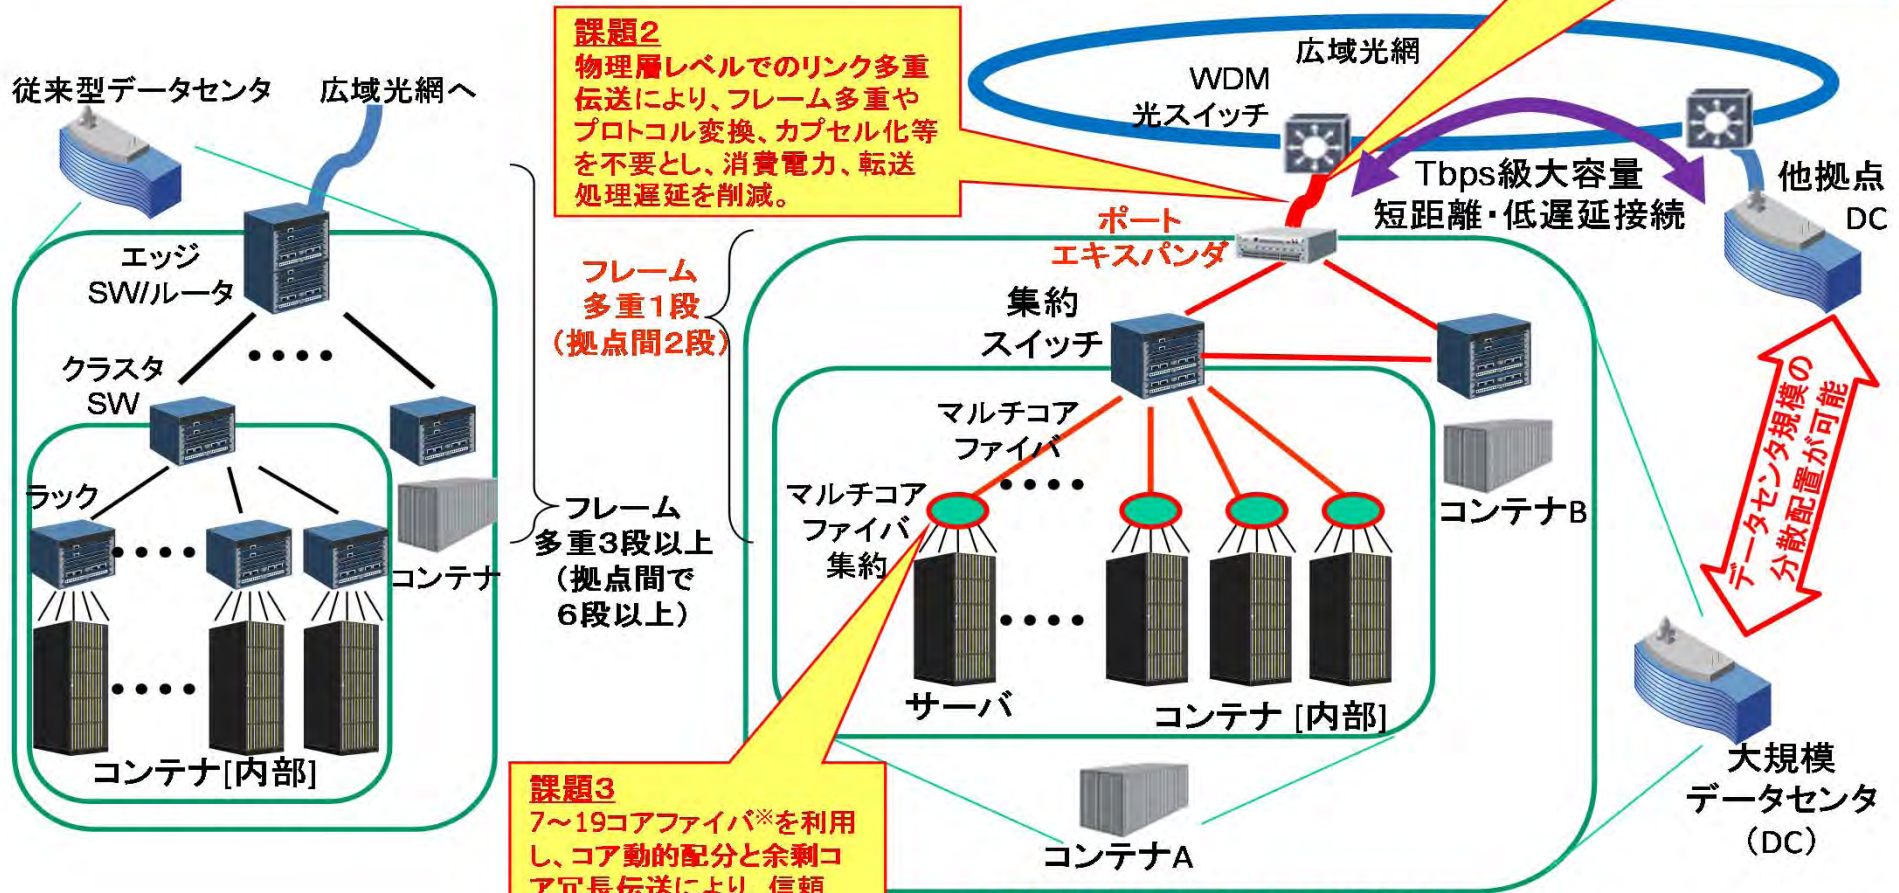 従来型データセンタ
広域光網へ
エッジ
SW/ルータ
クラスタ
SW
ラック
コンテナ
コンテナ[内部]
課題2
物理層レベルでのリンク多重
伝送により、フレーム多重や
プロトコル変換、カプセル化等
を不要とし、消費電力、転送
処理遅延を削減。
フレーム
多重1段
(拠点間2段)
フレーム
多重3段以上
(拠点間で
6段以上)
広域光網
WDM
光スイッチ
Tbps級大容量
短距離・低遅延接続
他拠点
DC
ポート
エキスパンダ
集約
スイッチ
マルチコア
ファイバ
マルチコア
ファイバ
集約
サーバ
コンテナ [内部]
コンテナB
コンテナA
データセンタ規模の
分散配置が可能
大規模
データセンタ
(DC)
課題3
7～19コアファイバ※を利用
し、コア動的配分と余剰コ
ア冗長伝送により、信頼